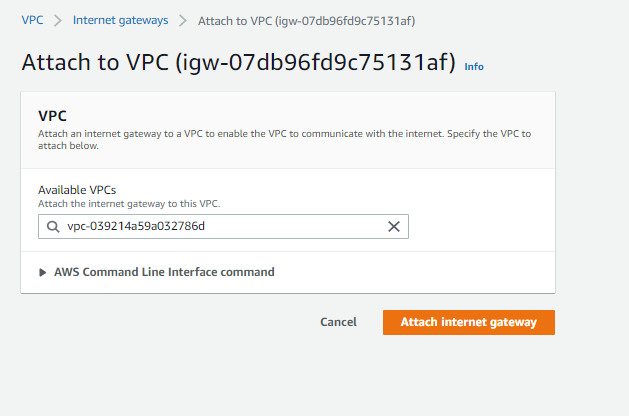 VPC > Internet gateways > Attach to VPC (igw-07db96fd9c75131af)
Attach to VPC (igw-07db96fd9c75131af) Info
VPC
Attach an internet gateway to a VPC to enable the VPC to communicate with the internet. Specify the VPC to
attach below.
Available VPCs
Attach the internet gateway to this VPC.
vpc-039214a59a032786d
AWS Command Line Interface command
Cancel Attach internet gateway